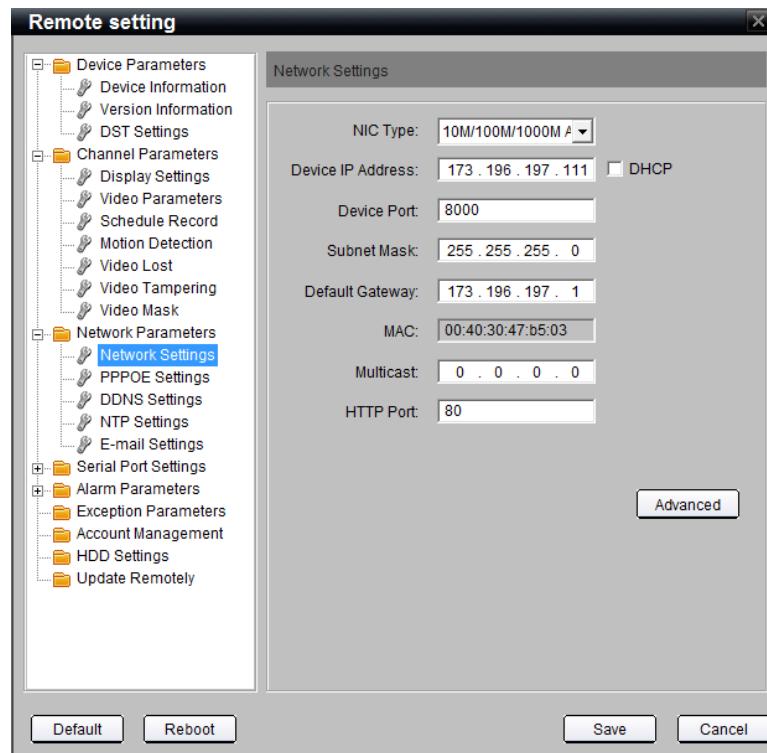 Remote setting
Device Parameters
Device Information
Version Information
DST Settings
Channel Parameters
Display Settings
Video Parameters
Schedule Record
Motion Detection
Video Lost
Video Tampering
Video Mask
Network Parameters
Network Settings
PPPOE Settings
DDNS Settings
NTP Settings
E-mail Settings
Serial Port Settings
Alarm Parameters
Exception Parameters
Account Management
HDD Settings
Update Remotely
Network Settings
NIC Type: 10M/100M/1000M A
Device IP Address: 173 . 196 . 197 . 111 DHCP
Device Port: 8000
Subnet Mask: 255 . 255 . 255 . 0
Default Gateway: 173 . 196 . 197 . 1
MAC: 00:40:30:47:b5:03
Multicast: 0 . 0 . 0 . 0
HTTP Port: 80
Advanced
Default Reboot Save Cancel